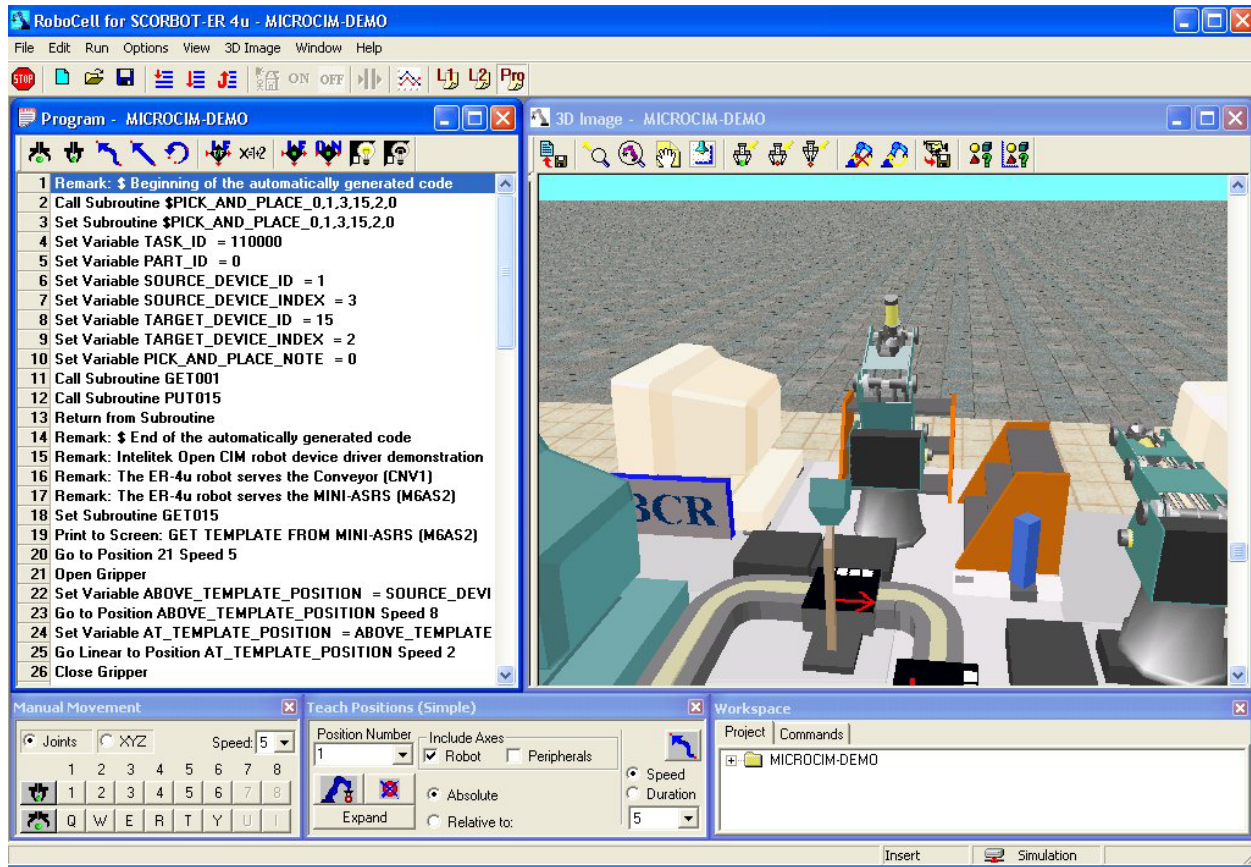 RoboCell for SCORBOT-ER 4u - MICROCIM-DEMO
File Edit Run Options View 3D Image Window Help
STOP ON OFF L1 L2 Prg
Program - MICROCIM-DEMO
X=1+2
1 Remark: $ Beginning of the automatically generated code
2 Call Subroutine $PICK_AND_PLACE_0,1,3,15,2,0
3 Set Subroutine $PICK_AND_PLACE_0,1,3,15,2,0
4 Set Variable TASK_ID = 110000
5 Set Variable PART_ID = 0
6 Set Variable SOURCE_DEVICE_ID = 1
7 Set Variable SOURCE_DEVICE_INDEX = 3
8 Set Variable TARGET_DEVICE_ID = 15
9 Set Variable TARGET_DEVICE_INDEX = 2
10 Set Variable PICK_AND_PLACE_NOTE = 0
11 Call Subroutine GET001
12 Call Subroutine PUT015
13 Return from Subroutine
14 Remark: $ End of the automatically generated code
15 Remark: Intelitek Open CIM robot device driver demonstration
16 Remark: The ER-4u robot serves the Conveyor (CNV1)
17 Remark: The ER-4u robot serves the MINI-ASRS (M6AS2)
18 Set Subroutine GET015
19 Print to Screen: GET TEMPLATE FROM MINI-ASRS (M6AS2)
20 Go to Position 21 Speed 5
21 Open Gripper
22 Set Variable ABOVE_TEMPLATE_POSITION = SOURCE_DEVI
23 Go to Position ABOVE_TEMPLATE_POSITION Speed 8
24 Set Variable AT_TEMPLATE_POSITION = ABOVE_TEMPLATE
25 Go Linear to Position AT_TEMPLATE_POSITION Speed 2
26 Close Gripper
3D Image - MICROCIM-DEMO
BCR
Manual Movement
Joints XYZ Speed: 5
1 2 3 4 5 6 7 8
1 2 3 4 5 6 7 8
Q W E R T Y U I
Teach Positions (Simple)
Position Number
1
Include Axes
Robot Peripherals
Absolute
Relative to:
Expand
Speed
Duration
5
Workspace
Project Commands
MICROCIM-DEMO
Insert Simulation